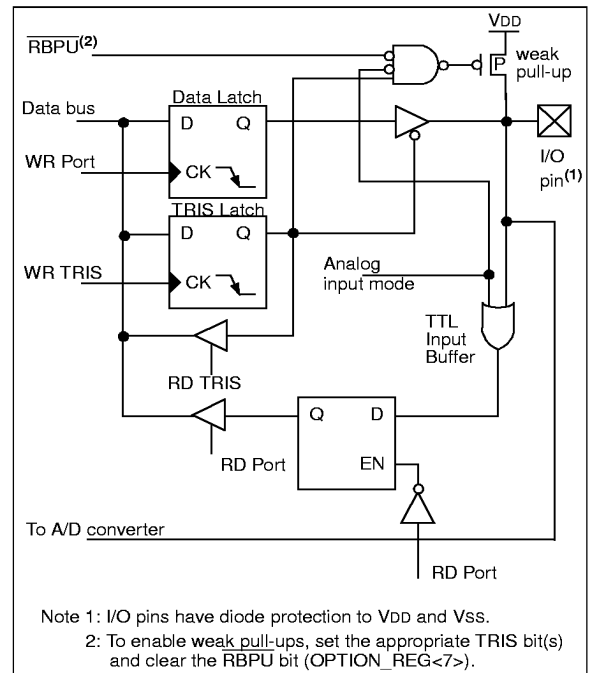 VDD
RBPU(2)
P
weak
pull-up
Data bus
Data Latch
D Q
I/O
pin(1)
WR Port
CK
TRIS Latch
D Q
WR TRIS
CK
Analog
input mode
TTL
Input
Buffer
RD TRIS
Q D
RD Port
EN
To A/D converter
RD Port
Note 1: I/O pins have diode protection to VDD and VSS.
2: To enable weak pull-ups, set the appropriate TRIS bit(s)
and clear the RBPU bit (OPTION_REG<7>).